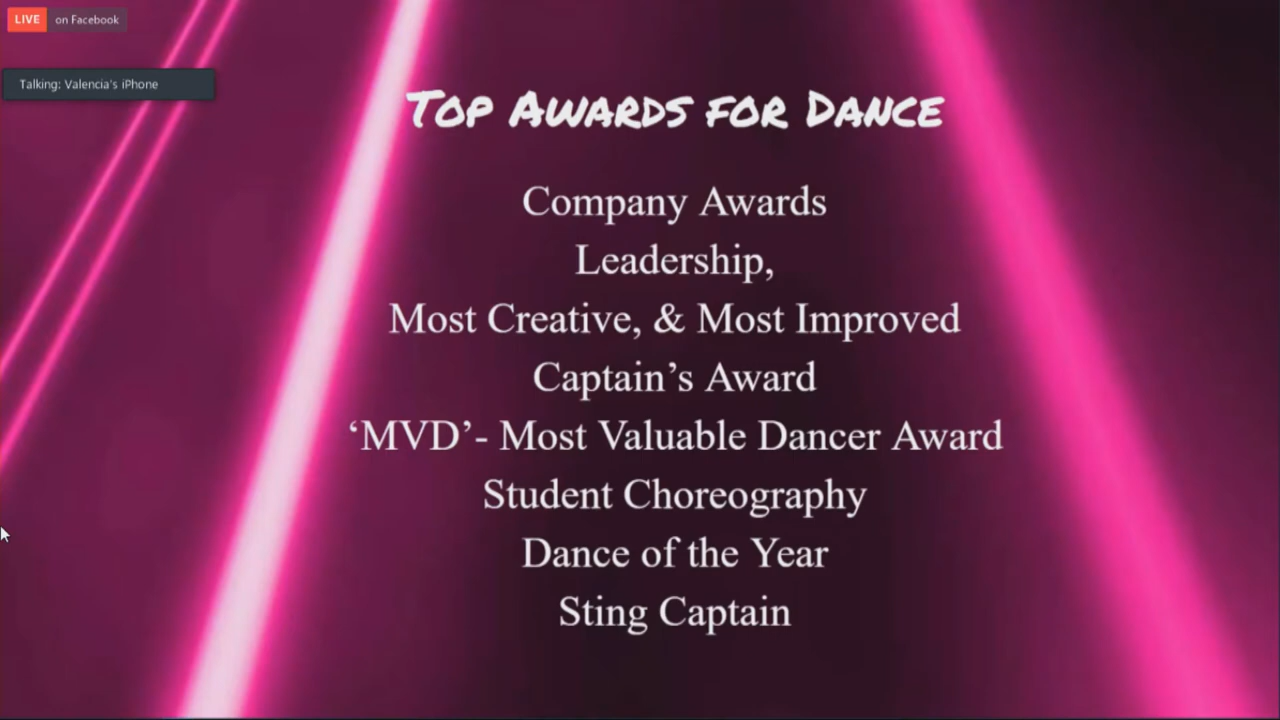 LIVE on Facebook
Talking: Valencia's iPhone
Top Awards for Dance
Company Awards
Leadership,
Most Creative, & Most Improved
Captain’s Award
‘MVD’- Most Valuable Dancer Award
Student Choreography
Dance of the Year
Sting Captain